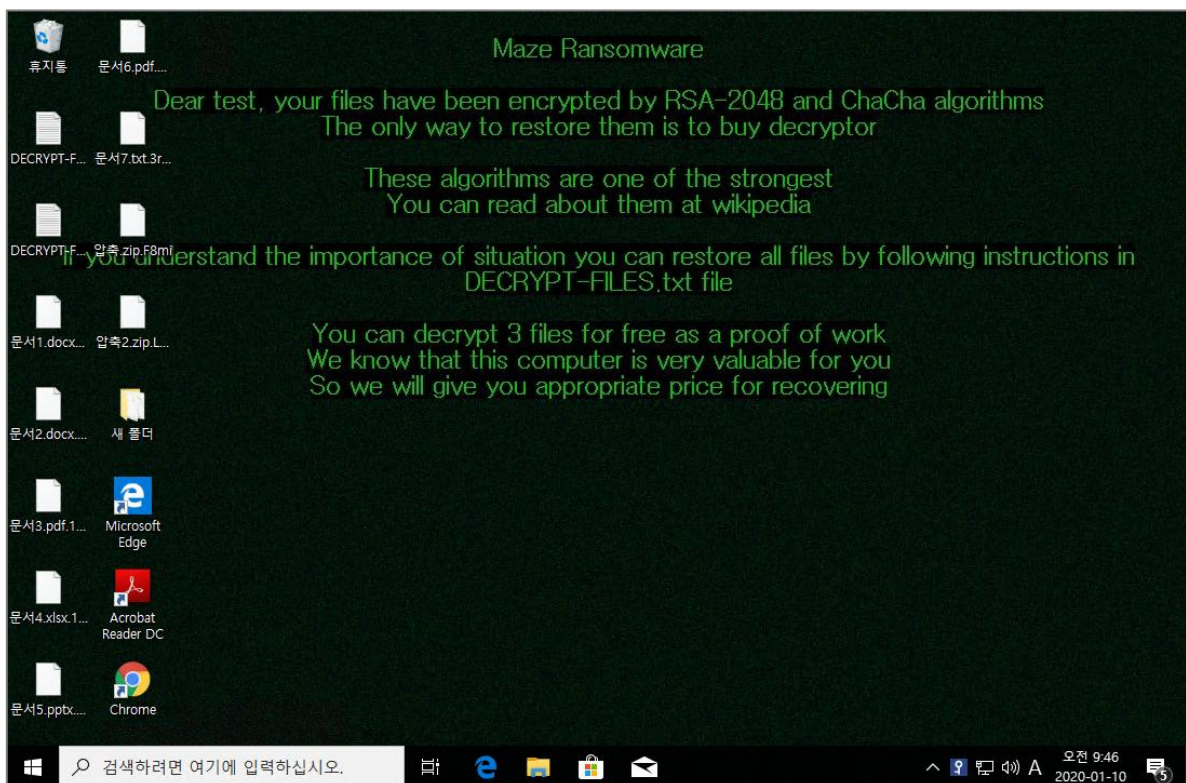 Maze Ransomware
Dear test, your files have been encrypted by RSA-2048 and ChaCha algorithms
The only way to restore them is to buy decryptor
These algorithms are one of the strongest
You can read about them at wikipedia
If you understand the importance of situation you can restore all files by following instructions in
DECRYPT-FILES.txt file
You can decrypt 3 files for free as a proof of work
We know that this computer is very valuable for you
So we will give you appropriate price for recovering
휴지통
DECRYPT-F...
DECRYPT-F...
문서1.docx...
문서2.docx....
문서3.pdf.1...
문서4.xlsx.1...
문서5.pptx....
문서6.pdf....
문서7.txt.3r...
압축.zip.F8mi
압축2.zip.L...
새 폴더
Microsoft
Edge
Acrobat
Reader DC
Chrome
검색하려면 여기에 입력하십시오.
A
오전 9:46
2020-01-10
5